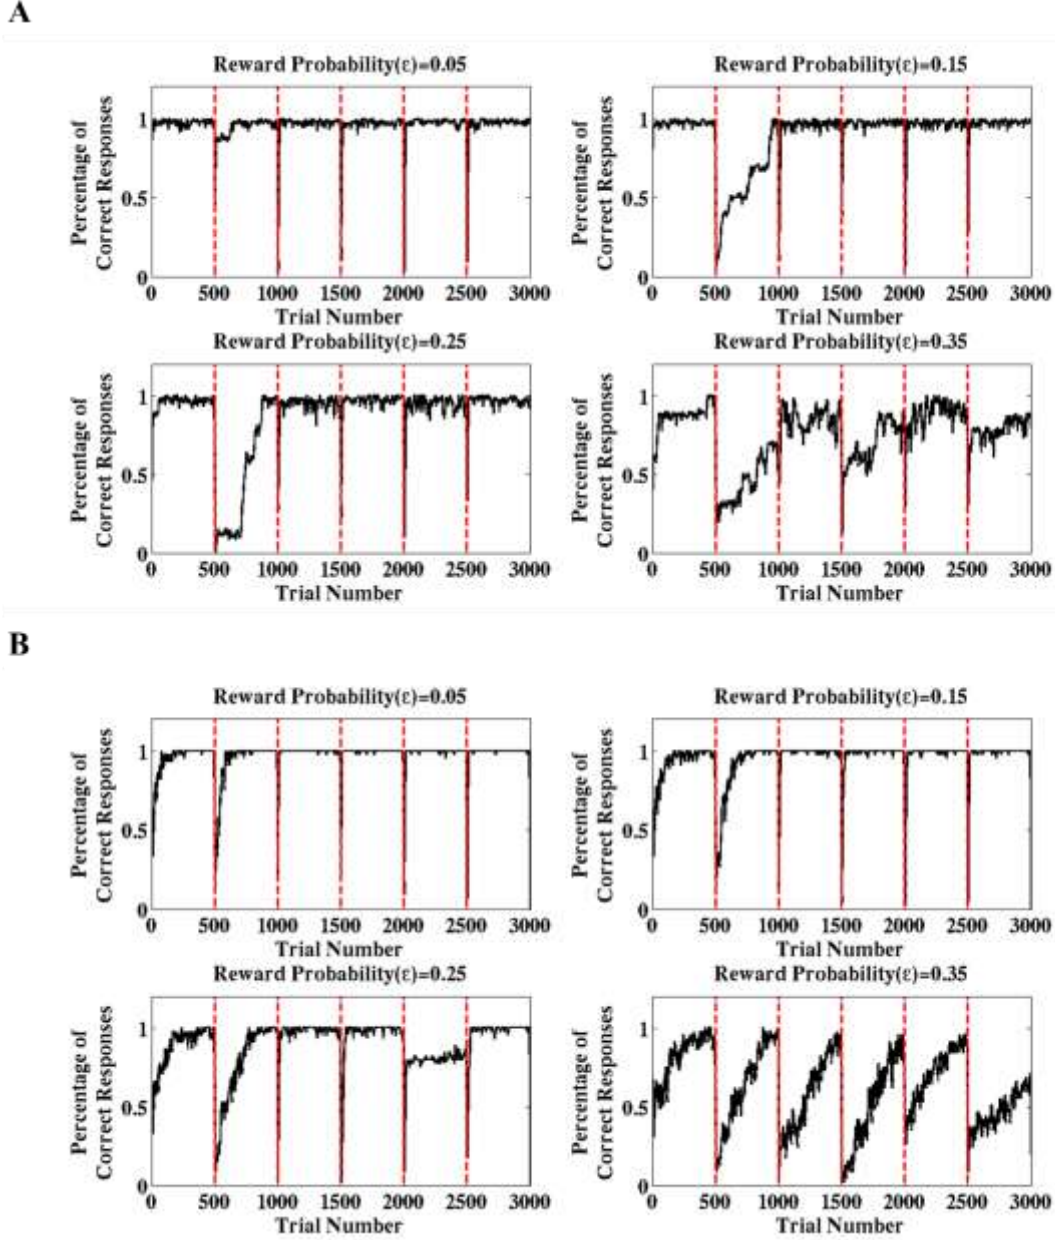 A
Reward Probability(ε)=0.05
Percentage of
Correct Responses
1
0.5
0
0 500 1000 1500 2000 2500 3000
Trial Number
Reward Probability(ε)=0.15
Percentage of
Correct Responses
1
0.5
0
0 500 1000 1500 2000 2500 3000
Trial Number
Reward Probability(ε)=0.25
Percentage of
Correct Responses
1
0.5
0
0 500 1000 1500 2000 2500 3000
Trial Number
Reward Probability(ε)=0.35
Percentage of
Correct Responses
1
0.5
0
0 500 1000 1500 2000 2500 3000
Trial Number
B
Reward Probability(ε)=0.05
Percentage of
Correct Responses
1
0.5
0
0 500 1000 1500 2000 2500 3000
Trial Number
Reward Probability(ε)=0.15
Percentage of
Correct Responses
1
0.5
0
0 500 1000 1500 2000 2500 3000
Trial Number
Reward Probability(ε)=0.25
Percentage of
Correct Responses
1
0.5
0
0 500 1000 1500 2000 2500 3000
Trial Number
Reward Probability(ε)=0.35
Percentage of
Correct Responses
1
0.5
0
0 500 1000 1500 2000 2500 3000
Trial Number